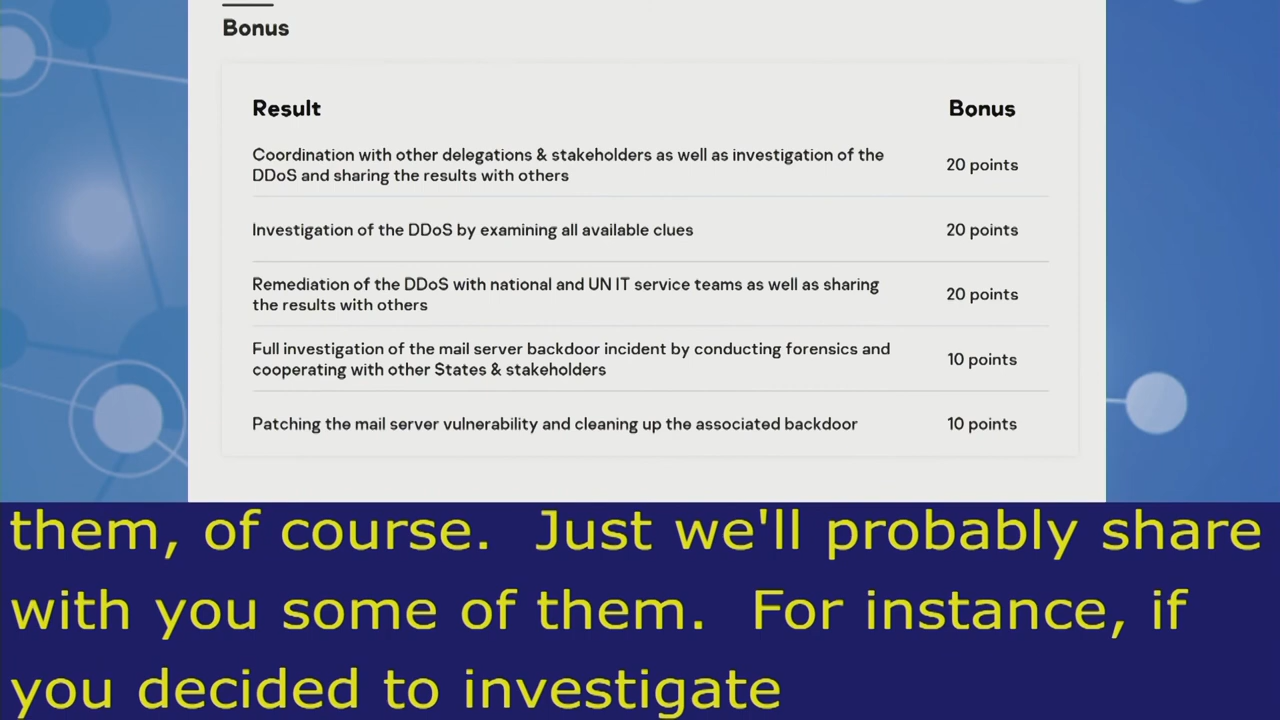 Bonus
Result Bonus
Coordination with other delegations & stakeholders as well as investigation of the
DDoS and sharing the results with others
20 points
Investigation of the DDoS by examining all available clues 20 points
Remediation of the DDoS with national and UN IT service teams as well as sharing
the results with others
20 points
Full investigation of the mail server backdoor incident by conducting forensics and
cooperating with other States & stakeholders
10 points
Patching the mail server vulnerability and cleaning up the associated backdoor 10 points
them, of course. Just we'll probably share
with you some of them. For instance, if
you decided to investigate